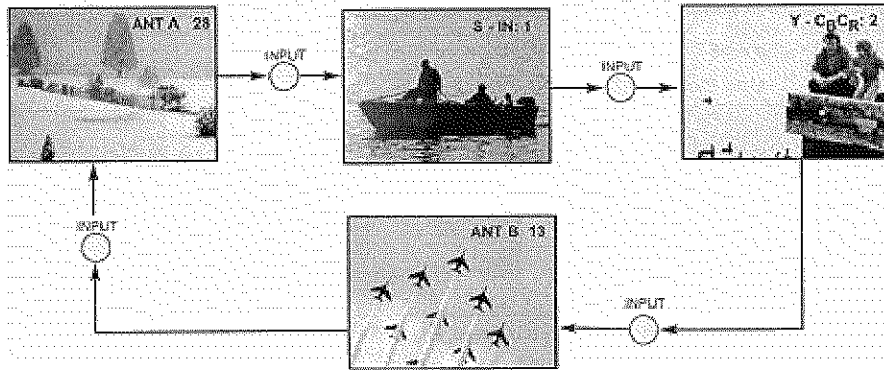 ANT A 28
INPUT
S - IN: 1
INPUT
Y - CBCR: 2
INPUT
ANT B 13
INPUT